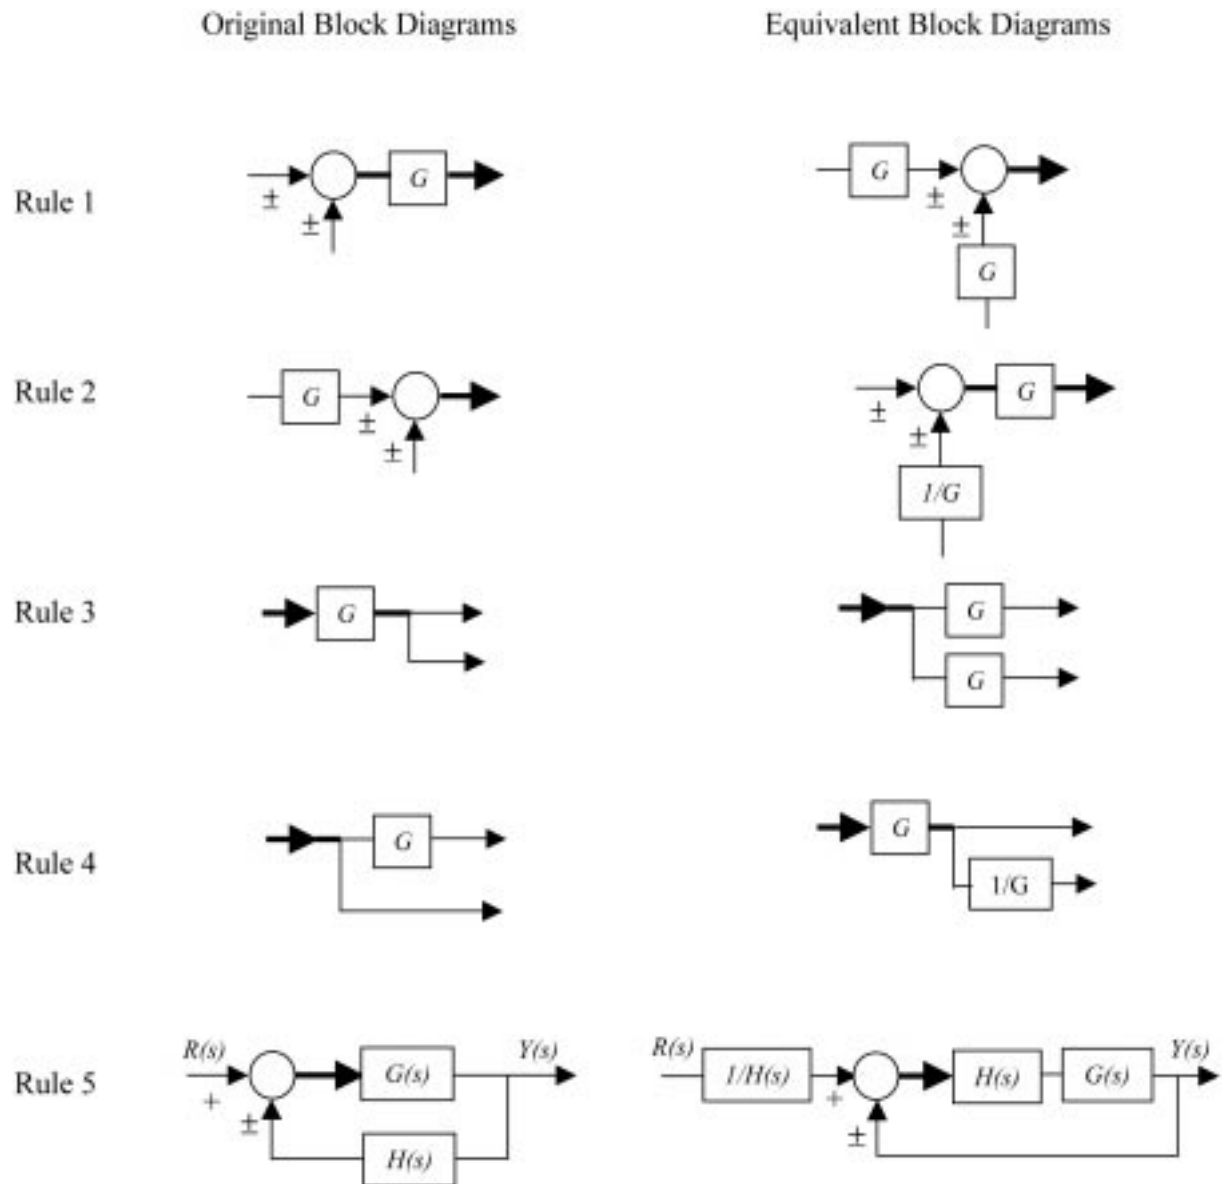 Original Block Diagrams Equivalent Block Diagrams
Rule 1
± ± G
G ± ± G
Rule 2
G ± ±
± ± G 1/G
Rule 3
G
G
G
Rule 4
G
G
1/G
Rule 5
R(s) + ± G(s) Y(s)
H(s)
R(s) 1/H(s) + ± H(s) G(s) Y(s)